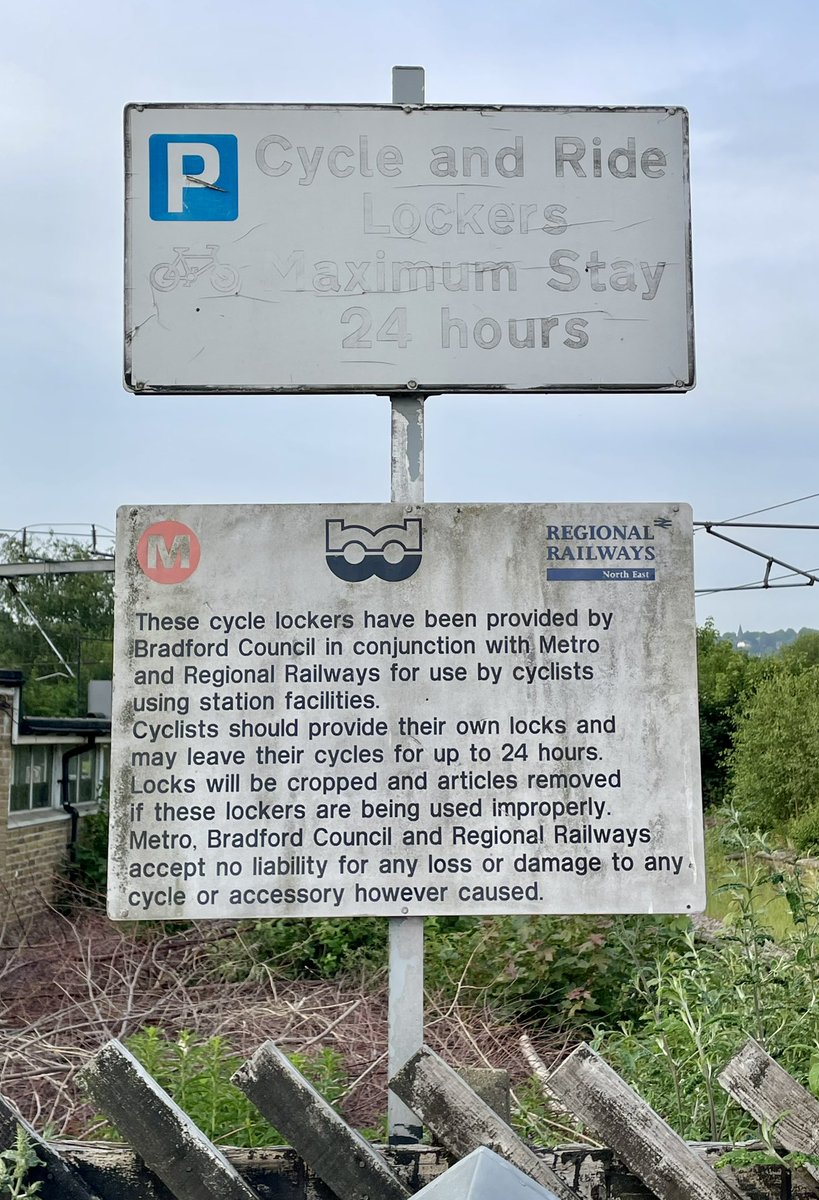 P
Cycle and Ride
Lockers
Maximum Stay
24 hours
M
REGIONAL
RAILWAYS
North East
These cycle lockers have been provided by
Bradford Council in conjunction with Metro
and Regional Railways for use by cyclists
using station facilities.
Cyclists should provide their own locks and
may leave their cycles for up to 24 hours.
Locks will be cropped and articles removed
if these lockers are being used improperly.
Metro, Bradford Council and Regional Railways
accept no liability for any loss or damage to any
cycle or accessory however caused.